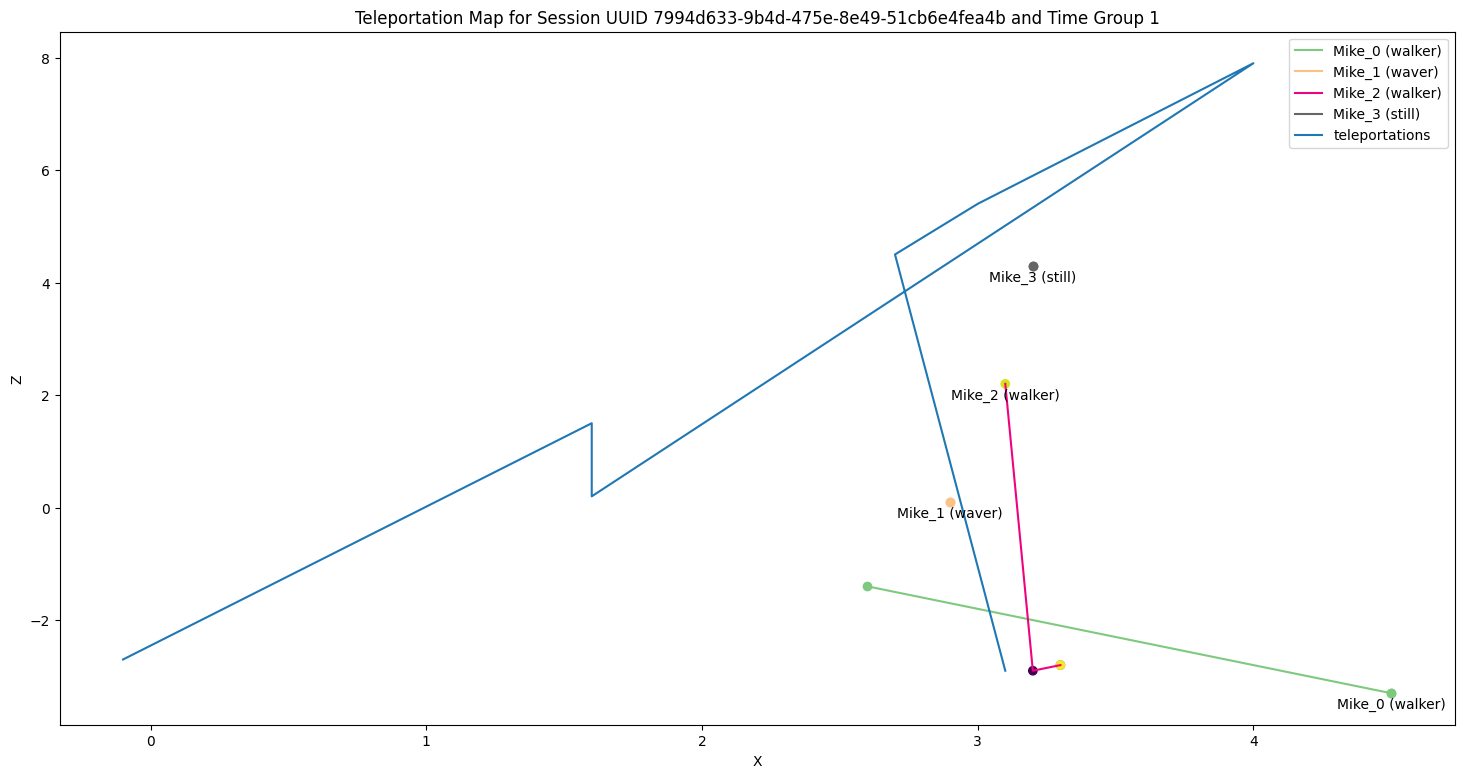 Teleportation Map for Session UUID 7994d633-9b4d-475e-8e49-51cb6e4fea4b and Time Group 1
Mike_0 (walker)
Mike_1 (waver)
Mike_2 (walker)
Mike_3 (still)
teleportations
8
6
4
2
0
−2
Z
Mike_3 (still)
Mike_2 (walker)
Mike_1 (waver)
Mike_0 (walker)
0
1
2
3
4
X